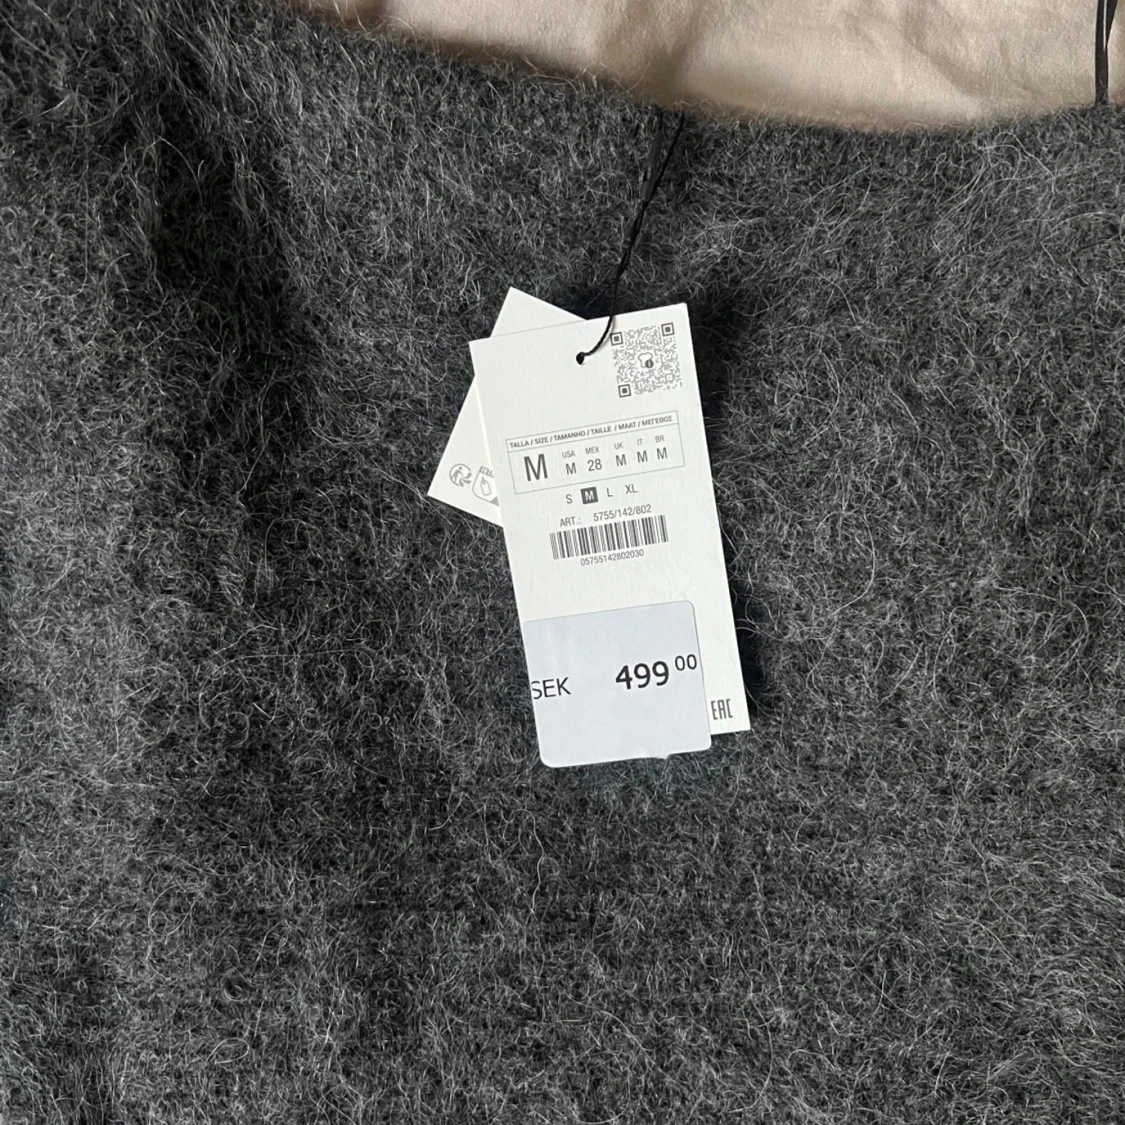 TALLA / SIZE / TAMANHO / TAILLE / MAAT / ΜΕΓΕΘΟΣ
M
USA MEX UK IT BR
M 28 M M M
S M L XL
ART.: 5755/142/802
05755142802030
SEK 499 00
EAC